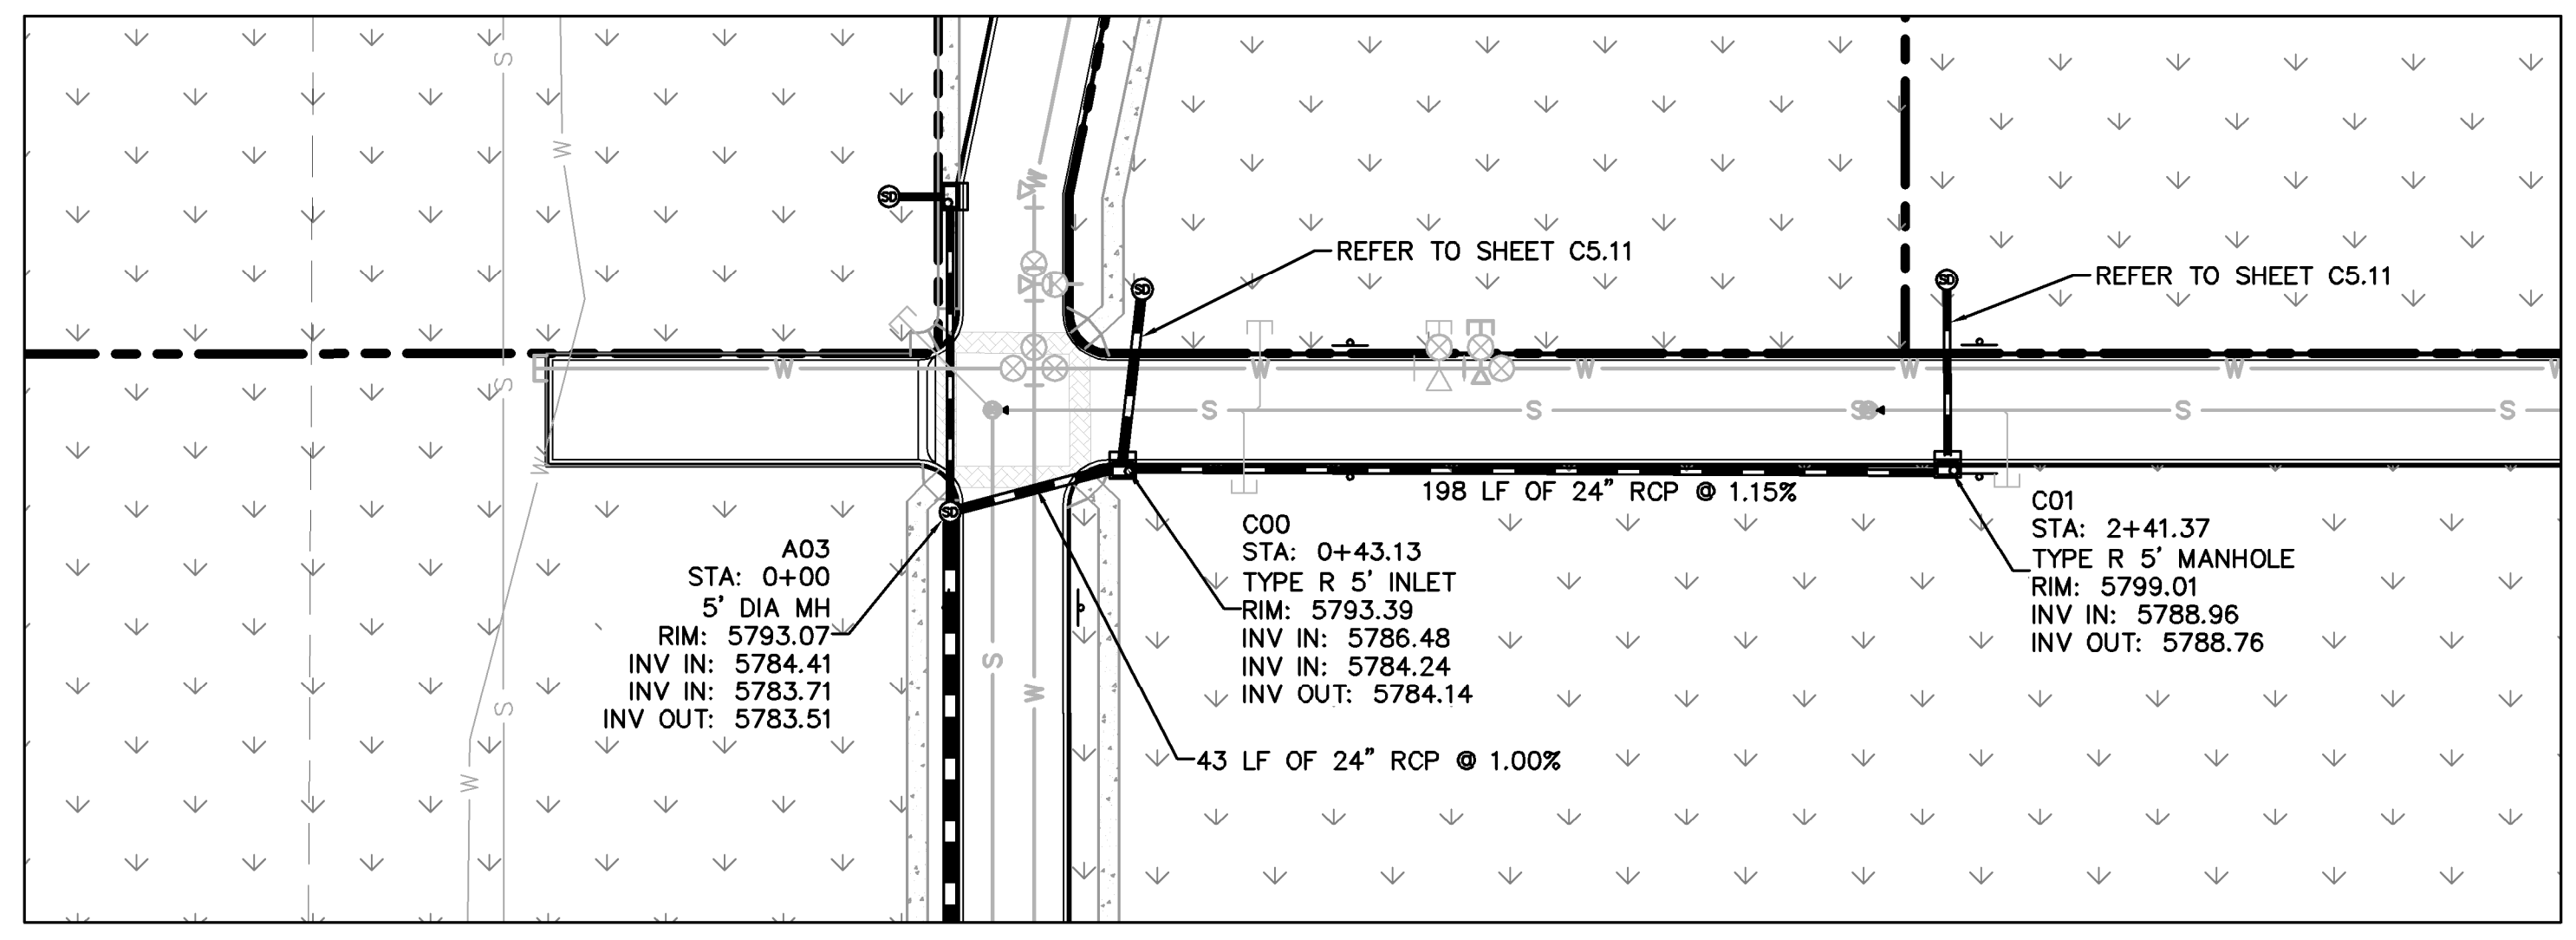 S
W
SD
REFER TO SHEET C5.11
SD
SD
REFER TO SHEET C5.11
W
W
W
W
W
W
S
S
S
S
S
S
W
198 LF OF 24" RCP @ 1.15%
SD
A03
STA: 0+00
5' DIA MH
RIM: 5793.07
INV IN: 5784.41
INV IN: 5783.71
INV OUT: 5783.51
C00
STA: 0+43.13
TYPE R 5' INLET
RIM: 5793.39
INV IN: 5786.48
INV IN: 5784.24
INV OUT: 5784.14
C01
STA: 2+41.37
TYPE R 5' MANHOLE
RIM: 5799.01
INV IN: 5788.96
INV OUT: 5788.76
S
W
S
W
43 LF OF 24" RCP @ 1.00%